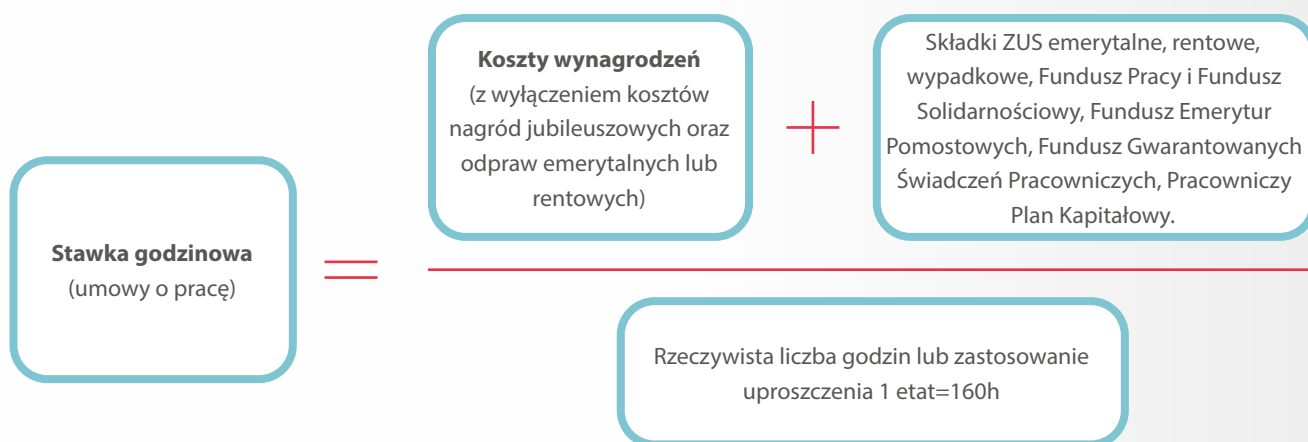 Stawka godzinowa
(umowy o pracę)
=
Koszty wynagrodzeń
(z wyłączeniem kosztów
nagród jubileuszowych oraz
odpraw emerytalnych lub
rentowych)
+
Składki ZUS emerytalne, rentowe,
wypadkowe, Fundusz Pracy i Fundusz
Solidarnościowy, Fundusz Emerytur
Pomostowych, Fundusz Gwarantowanych
Świadczeń Pracowniczych, Pracowniczy
Plan Kapitałowy.
Rzeczywista liczba godzin lub zastosowanie
uproszczenia 1 etat=160h